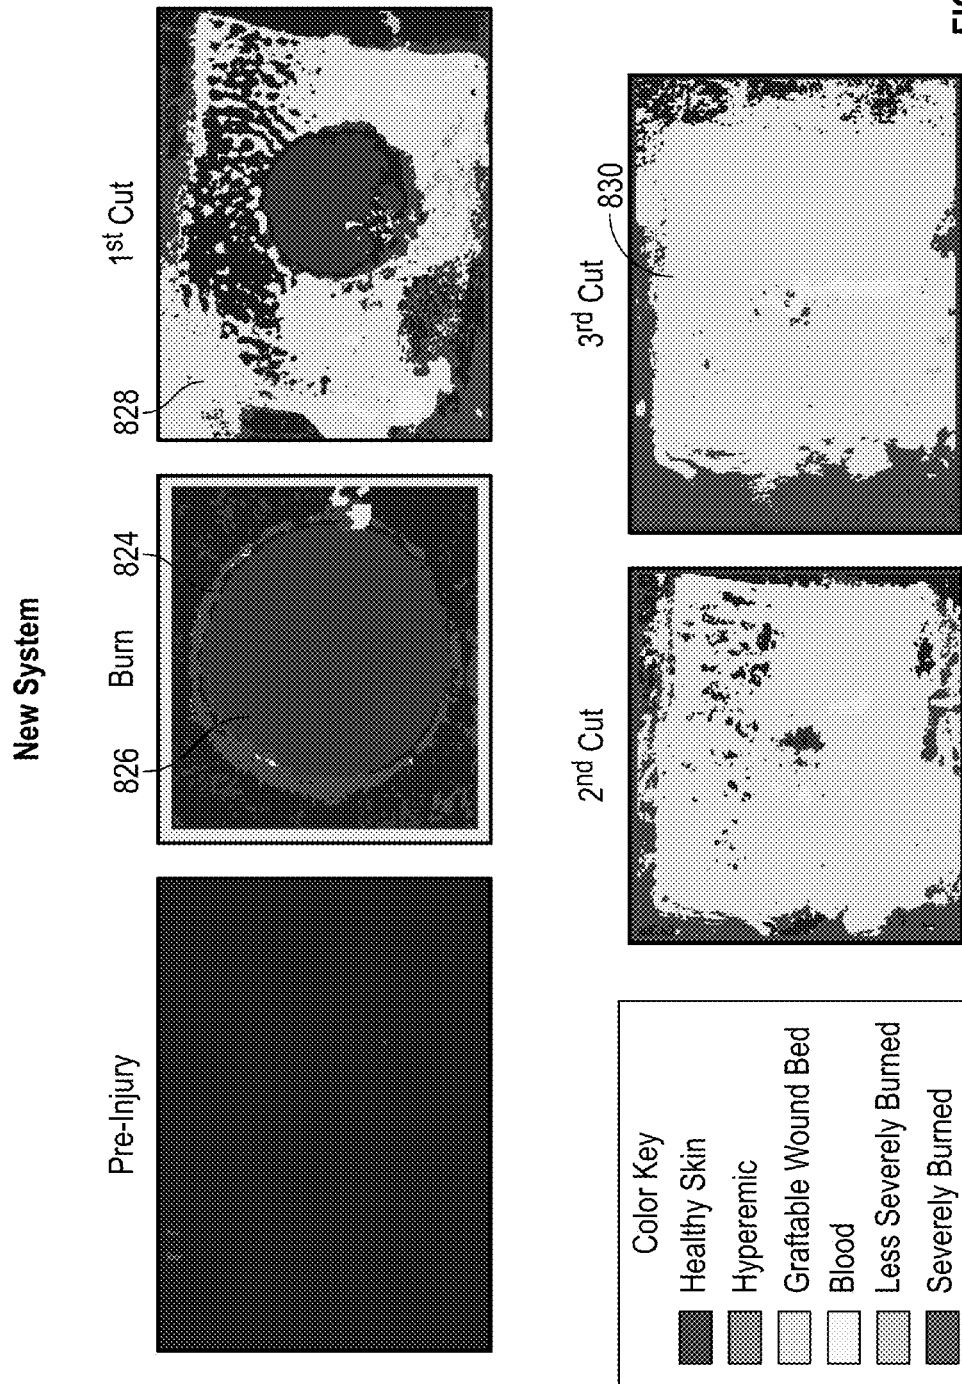 New System
Pre-Injury
826
Burn
824
828
1st Cut
Color Key
Healthy Skin
Hyperemic
Graftable Wound Bed
Blood
Less Severely Burned
Severely Burned
2nd Cut
3rd Cut
830